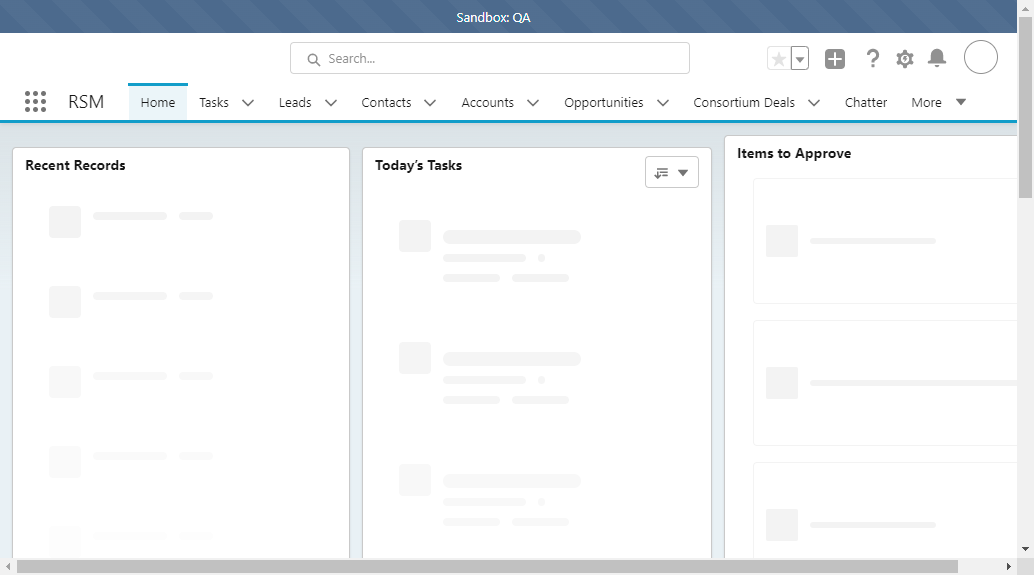 Sandbox: QA
Search...
RSM
Home
Tasks
Leads
Contacts
Accounts
Opportunities
Consortium Deals
Chatter
More
Recent Records
Today's Tasks
Items to Approve